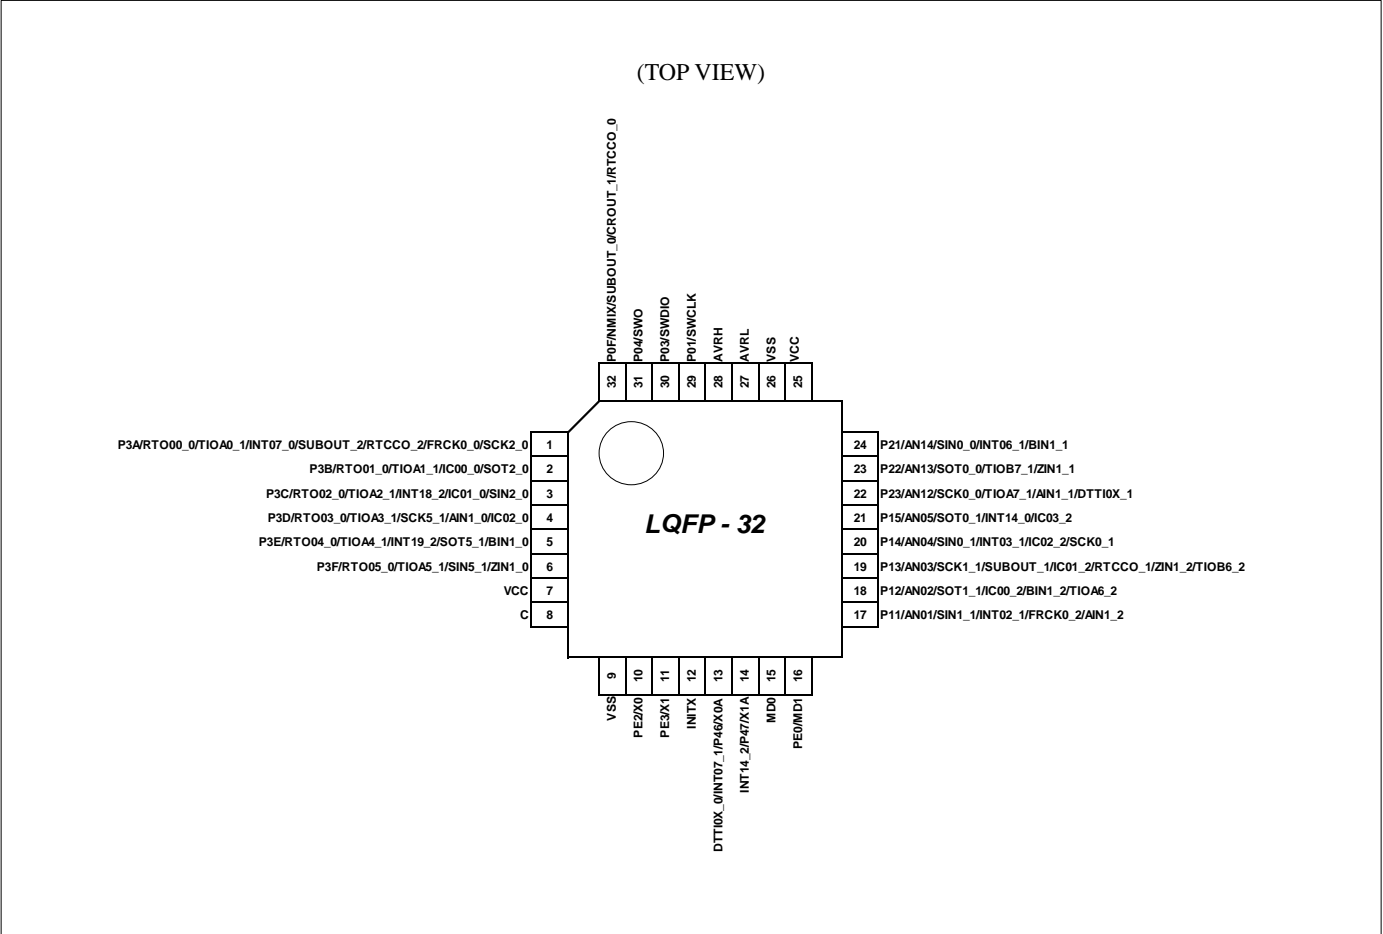 (TOP VIEW)
P0F/NMIX/SUBOUT_0/CROUT_1/RTCCO_0
P04/SWO
P03/SWDIO
P01/SWCLK
AVRH
AVRL
VSS
VCC
32 31 30 29 28 27 26 25
P3A/RTO00_0/TIOA0_1/INT07_0/SUBOUT_2/RTCCO_2/FRCK0_0/SCK2_0 1
P3B/RTO01_0/TIOA1_1/IC00_0/SOT2_0 2
P3C/RTO02_0/TIOA2_1/INT18_2/IC01_0/SIN2_0 3
P3D/RTO03_0/TIOA3_1/SCK5_1/AIN1_0/IC02_0 4
P3E/RTO04_0/TIOA4_1/INT19_2/SOT5_1/BIN1_0 5
P3F/RTO05_0/TIOA5_1/SIN5_1/ZIN1_0 6
VCC 7
C 8
LQFP - 32
24 P21/AN14/SIN0_0/INT06_1/BIN1_1
23 P22/AN13/SOT0_0/TIOB7_1/ZIN1_1
22 P23/AN12/SCK0_0/TIOA7_1/AIN1_1/DTTI0X_1
21 P15/AN05/SOT0_1/INT14_0/IC03_2
20 P14/AN04/SIN0_1/INT03_1/IC02_2/SCK0_1
19 P13/AN03/SCK1_1/SUBOUT_1/IC01_2/RTCCO_1/ZIN1_2/TIOB6_2
18 P12/AN02/SOT1_1/IC00_2/BIN1_2/TIOA6_2
17 P11/AN01/SIN1_1/INT02_1/FRCK0_2/AIN1_2
9 10 11 12 13 14 15 16
VSS
PE2/X0
PE3/X1
INITX
DTTI0X_0/INT07_1/P46/X0A
INT14_2/P47/X1A
MD0
PE0/MD1